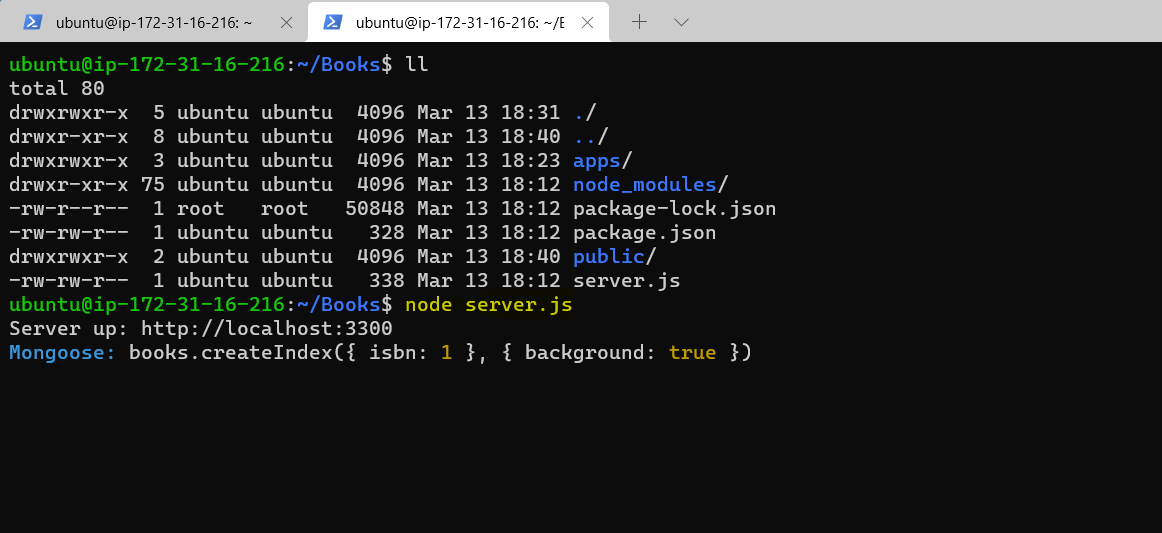 ubuntu@ip-172-31-16-216: ~
ubuntu@ip-172-31-16-216: ~/E
ubuntu@ip-172-31-16-216:~/Books$ ll
total 80
drwxrwxr-x  5 ubuntu ubuntu  4096 Mar 13 18:31 ./
drwxrwxr-x  8 ubuntu ubuntu  4096 Mar 13 18:40 ../
drwxrwxr-x  3 ubuntu ubuntu  4096 Mar 13 18:23 apps/
drwxr-xr-x 75 ubuntu ubuntu  4096 Mar 13 18:12 node_modules/
-rw-r--r--  1 root   root   50848 Mar 13 18:12 package-lock.json
-rw-rw-r--  1 ubuntu ubuntu   328 Mar 13 18:12 package.json
drwxrwxr-x  2 ubuntu ubuntu  4096 Mar 13 18:40 public/
-rw-rw-r--  1 ubuntu ubuntu   338 Mar 13 18:12 server.js
ubuntu@ip-172-31-16-216:~/Books$ node server.js
Server up: http://localhost:3300
Mongoose: books.createIndex({ isbn: 1 }, { background: true })